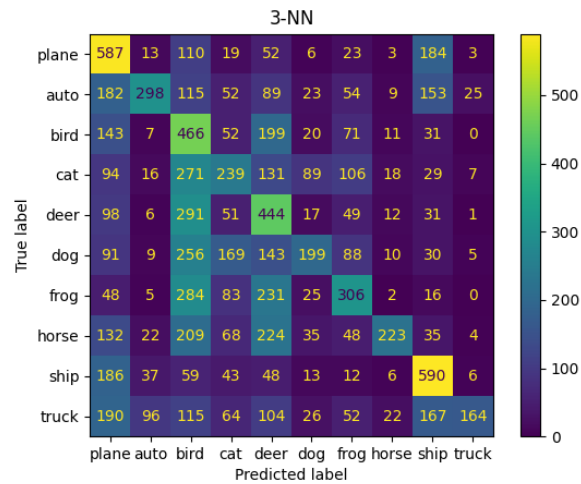 3-NN
True label
plane 587 13 110 19 52 6 23 3 184 3
auto 182 298 115 52 89 23 54 9 153 25
bird 143 7 466 52 199 20 71 11 31 0
cat 94 16 271 239 131 89 106 18 29 7
deer 98 6 291 51 444 17 49 12 31 1
dog 91 9 256 169 143 199 88 10 30 5
frog 48 5 284 83 231 25 306 2 16 0
horse 132 22 209 68 224 35 48 223 35 4
ship 186 37 59 43 48 13 12 6 590 6
truck 190 96 115 64 104 26 52 22 167 164
plane auto bird cat deer dog frog horse ship truck
Predicted label
500
400
300
200
100
0